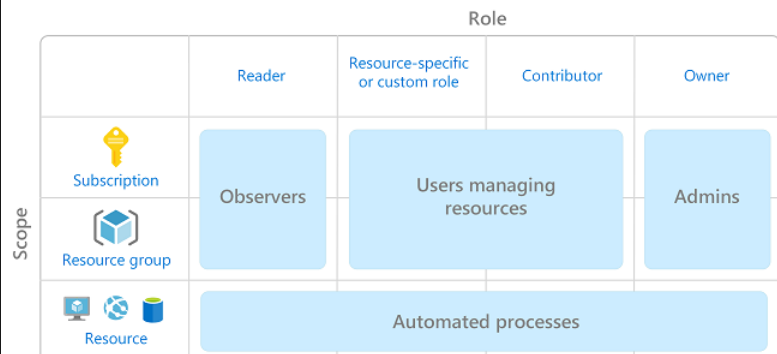 Role
Reader
Resource-specific
or custom role
Contributor
Owner
Scope
Subscription
Observers
Users managing
resources
Admins
Resource group
Resource
Automated processes